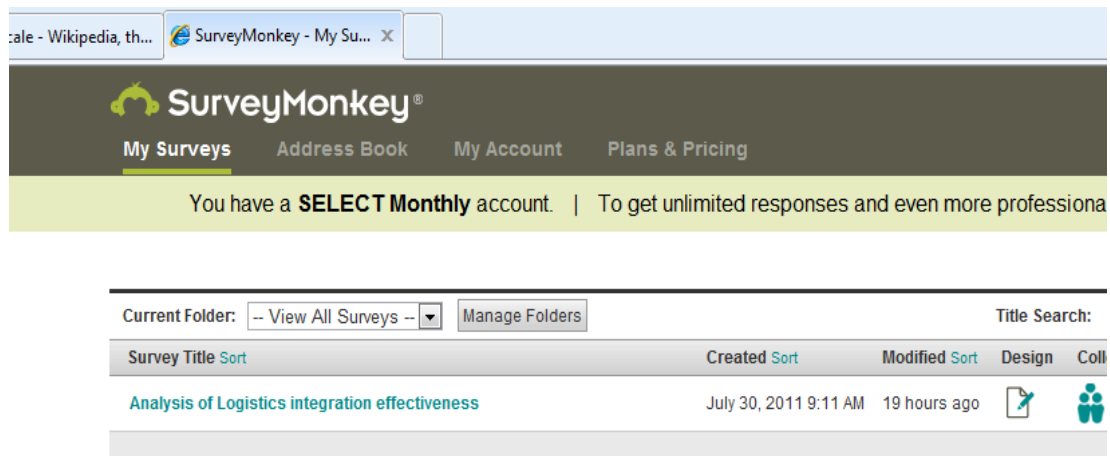 cale - Wikipedia, th... SurveyMonkey - My Su... x
SurveyMonkey®
My Surveys Address Book My Account Plans & Pricing
You have a SELECT Monthly account. | To get unlimited responses and even more professiona
Current Folder: -- View All Surveys -- Manage Folders Title Search:
Survey Title Sort Created Sort Modified Sort Design Coll
Analysis of Logistics integration effectiveness July 30, 2011 9:11 AM 19 hours ago